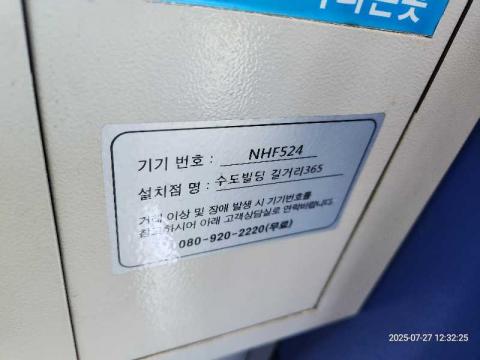 기기 번호 : NHF524
설치점 명 : 수도빌딩 길거리365
거래 이상 및 장애 발생 시 기기번호를
참고하시어 아래 고객상담실로 연락바랍니다.
080-920-2220(무료)
2025-07-27 12:32:25